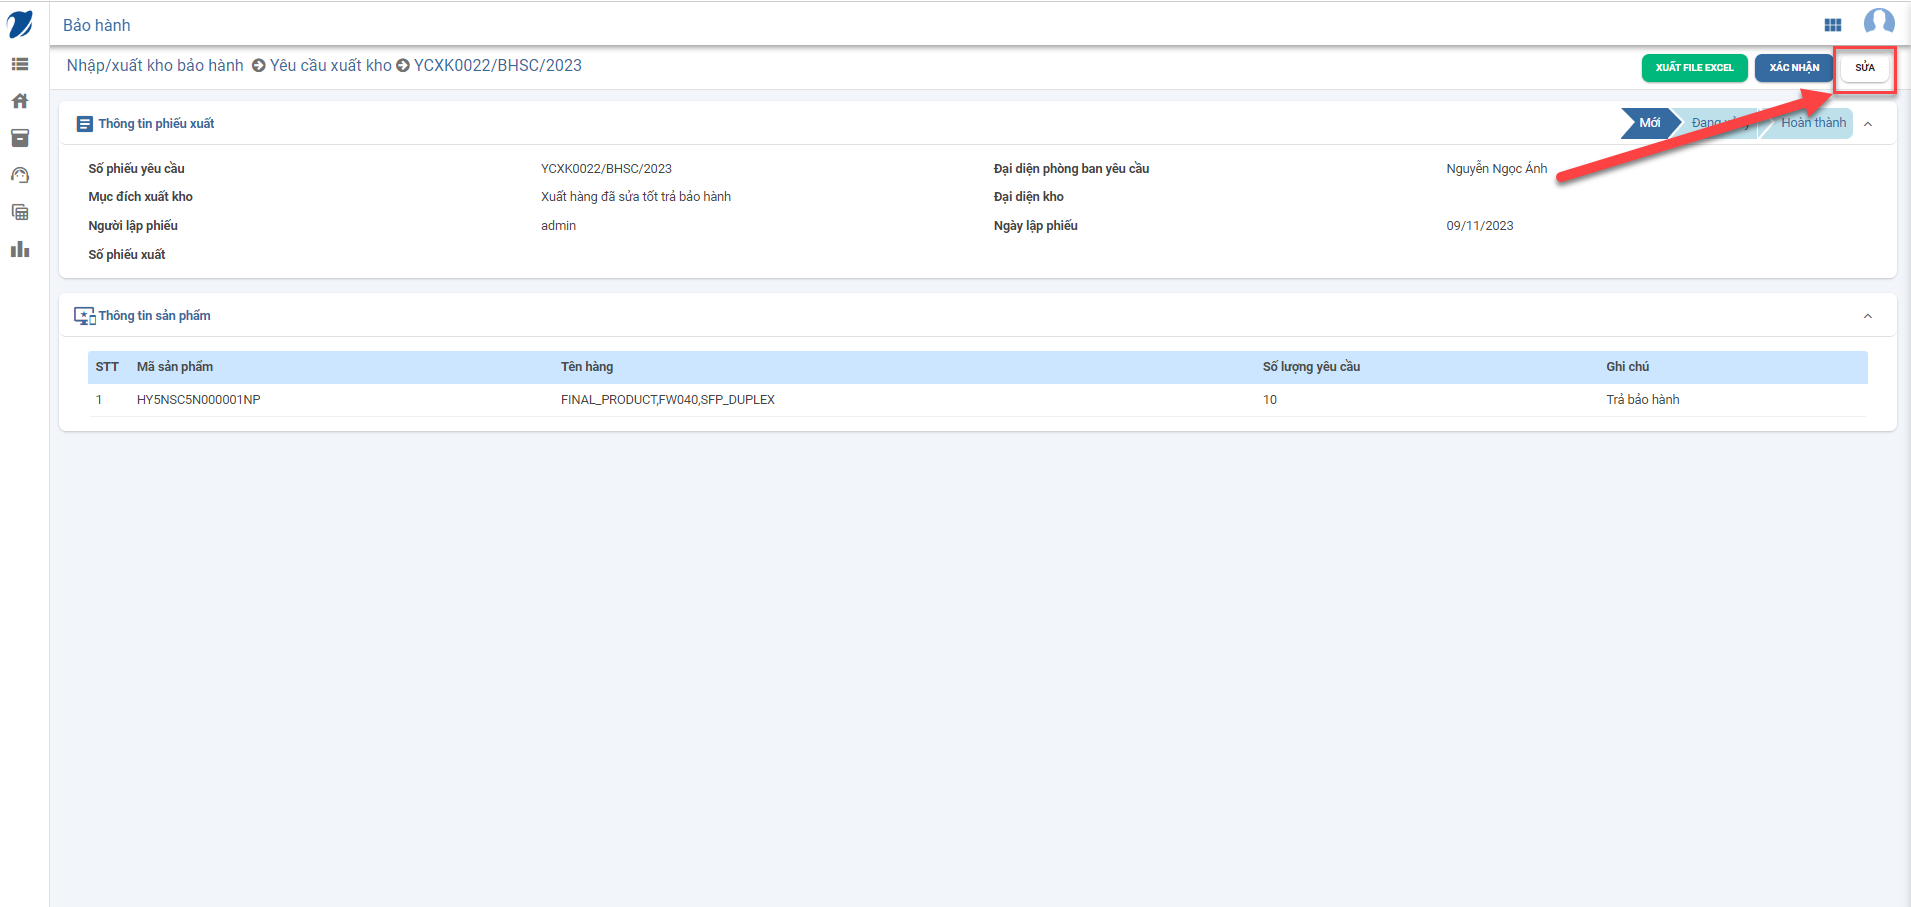 Bảo hành
Nhập/xuất kho bảo hành Yêu cầu xuất kho YCXK0022/BHSC/2023
XUẤT FILE EXCEL XÁC NHẬN SỬA
Thông tin phiếu xuất
Mới Hoàn thành
Số phiếu yêu cầu YCXK0022/BHSC/2023 Đại diện phòng ban yêu cầu Nguyễn Ngọc Ánh
Mục đích xuất kho Xuất hàng đã sửa tốt trả bảo hành Đại diện kho
Người lập phiếu admin Ngày lập phiếu 09/11/2023
Số phiếu xuất
Thông tin sản phẩm
STT Mã sản phẩm Tên hàng Số lượng yêu cầu Ghi chú
1 HY5NSC5N000001NP FINAL_PRODUCT,FW040,SFP_DUPLEX 10 Trả bảo hành